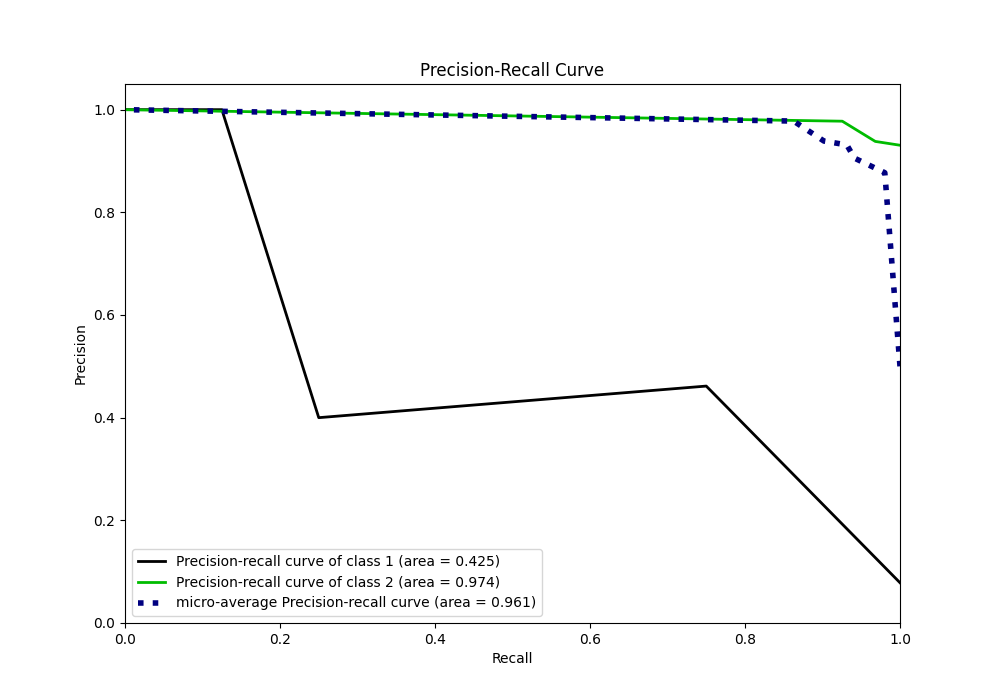 Precision-Recall Curve
1.0
0.8
0.6
0.4
0.2
0.0
Precision
Precision-recall curve of class 1 (area = 0.425)
Precision-recall curve of class 2 (area = 0.974)
micro-average Precision-recall curve (area = 0.961)
0.0 0.2 0.4 0.6 0.8 1.0
Recall